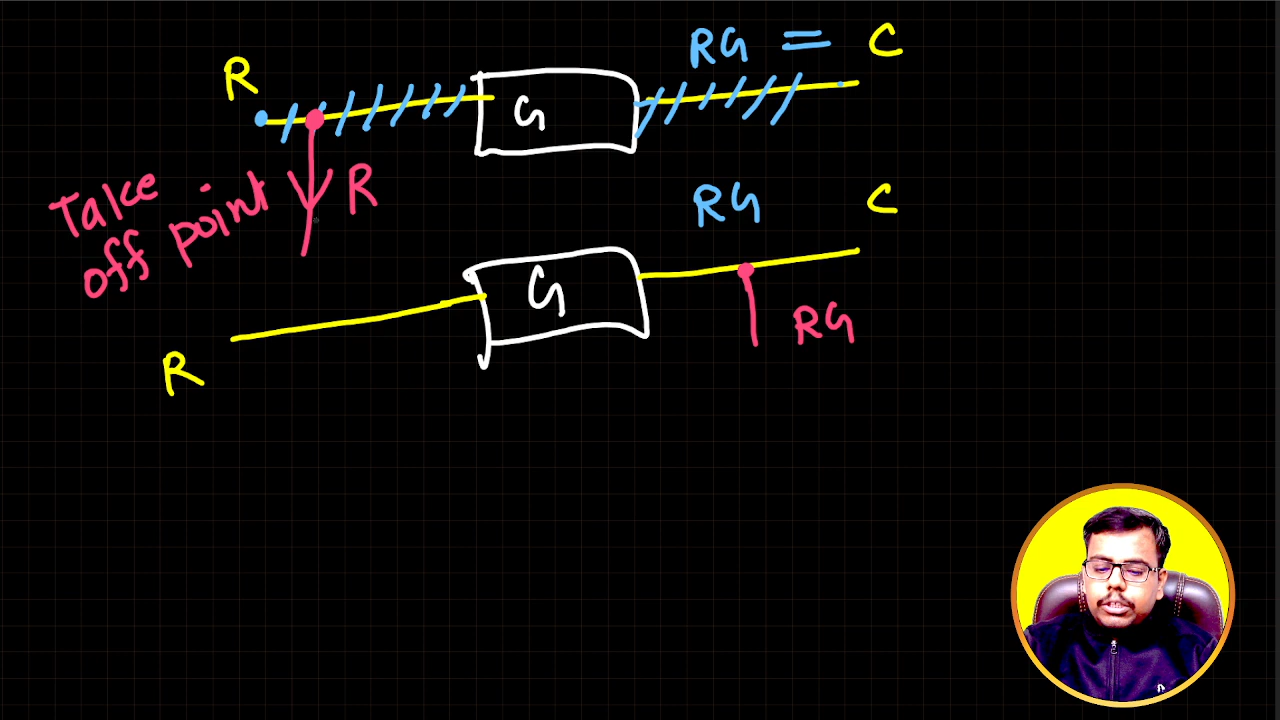 R G RG = C
Take
off point R
RG C
G
RG
R